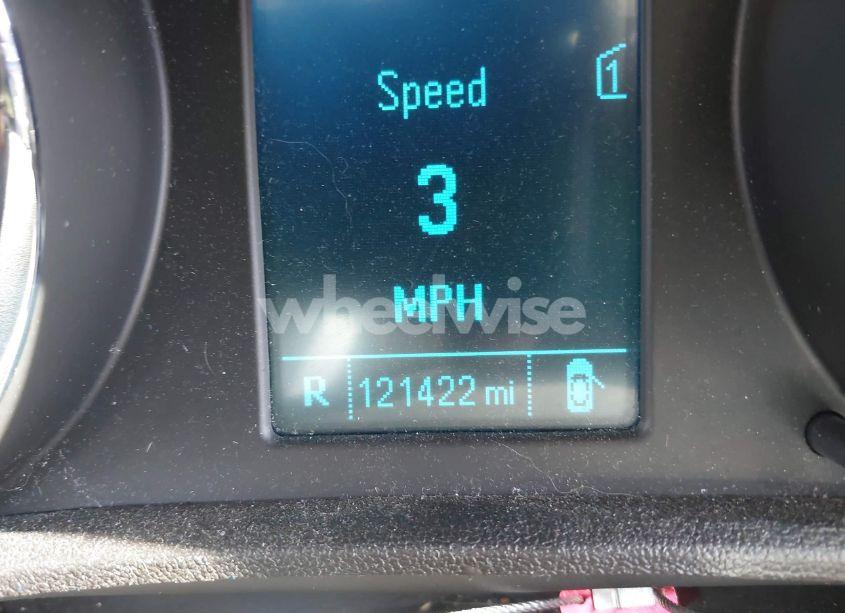 Speed
1
3
MPH
wheelwise
R 121422 mi